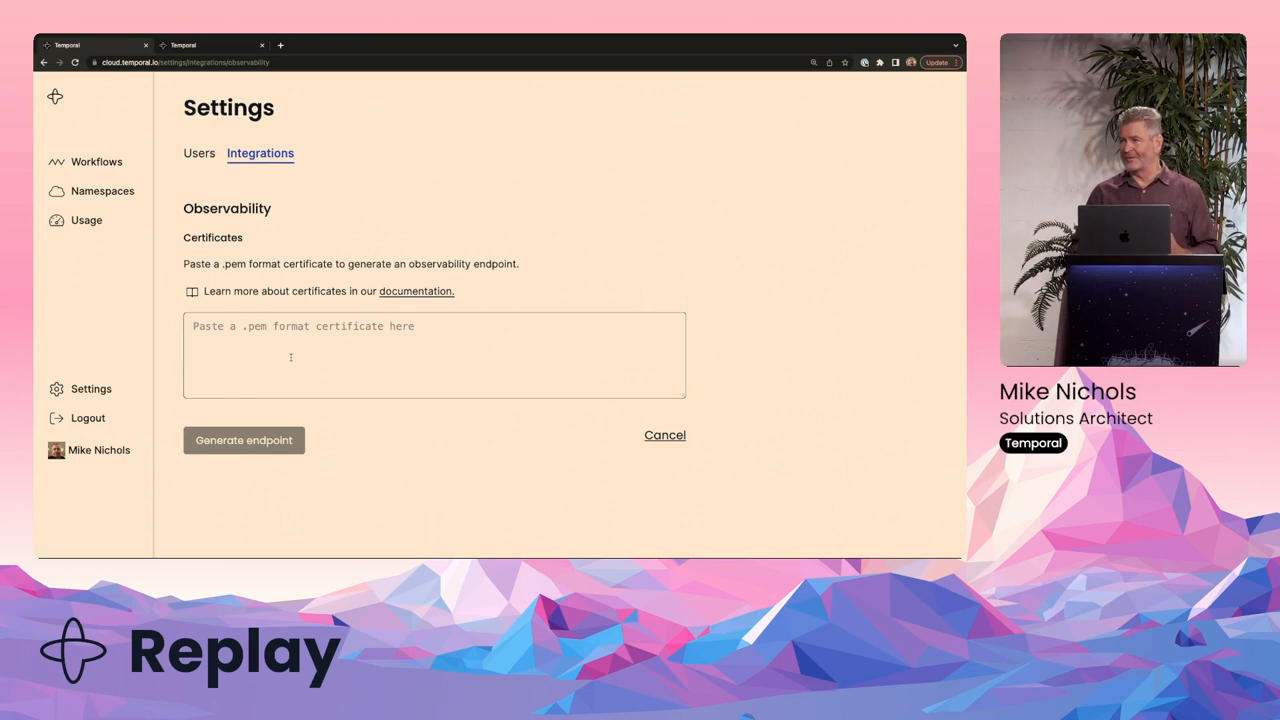 Temporal
Temporal
cloud.temporal.io/settings/integrations/observability
Update
Settings
Users
Integrations
Workflows
Namespaces
Usage
Observability
Certificates
Paste a .pem format certificate to generate an observability endpoint.
Learn more about certificates in our documentation.
Paste a .pem format certificate here
Settings
Logout
Mike Nichols
Generate endpoint
Cancel
Mike Nichols
Solutions Architect
Temporal
Replay